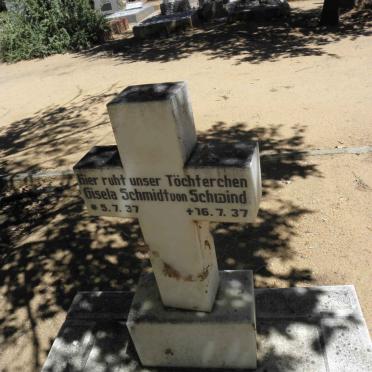 Hier ruht unser Töchterchen
Gisela Schmidt von Schwind
* 5.7.37 +16.7.37